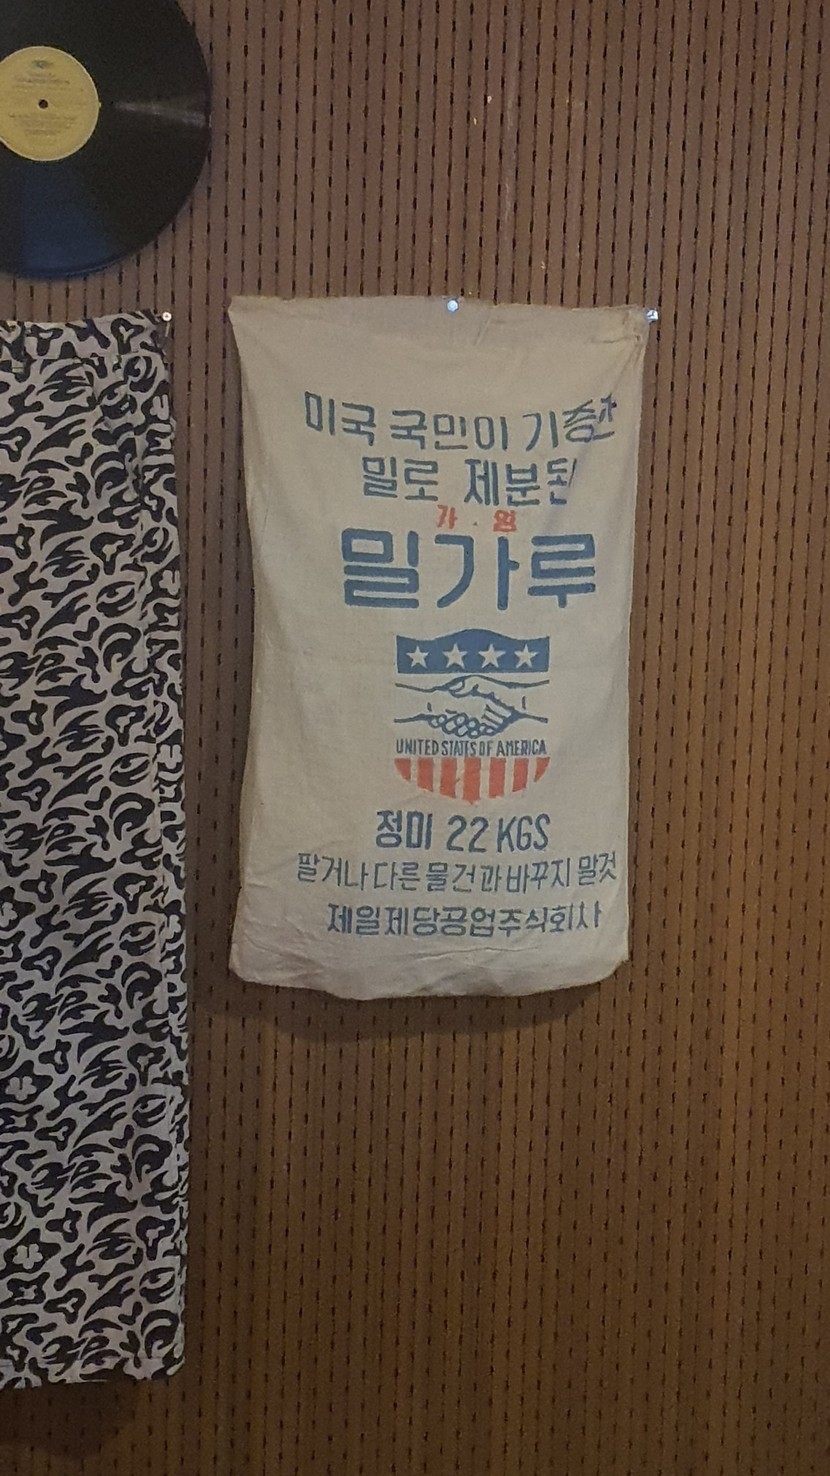 미국 국민이 기증한
밀로 제분된
밀가루
UNITED STATES OF AMERICA
정미 22 KGS
팔거나 다른 물건과 바꾸지 말것
제일제당공업주식회사